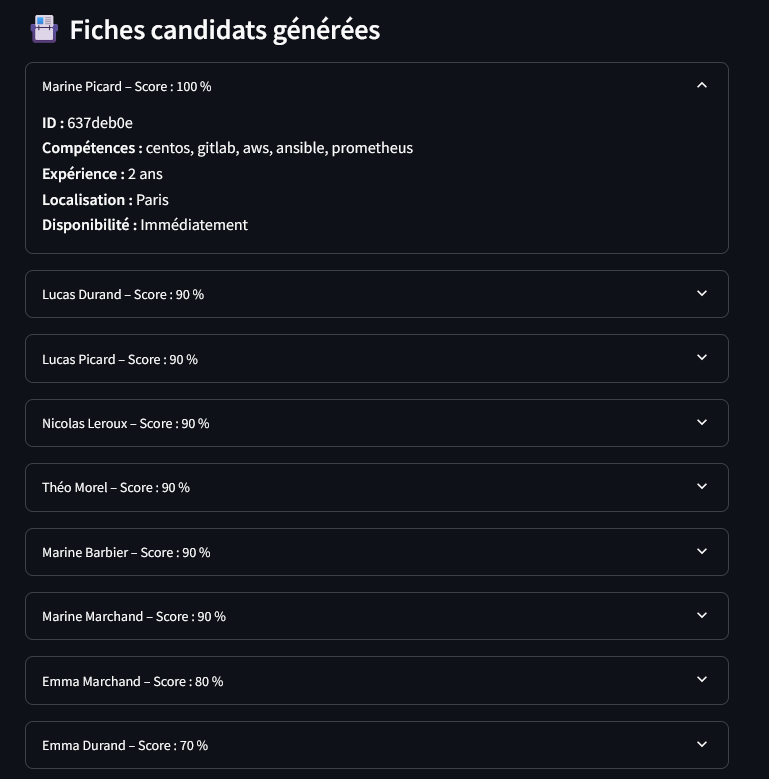 Fiches candidats générées
Marine Picard – Score : 100 %
ID : 637deb0e
Compétences : centos, gitlab, aws, ansible, prometheus
Expérience : 2 ans
Localisation : Paris
Disponibilité : Immédiatement
Lucas Durand – Score : 90 %
Lucas Picard – Score : 90 %
Nicolas Leroux – Score : 90 %
Théo Morel – Score : 90 %
Marine Barbier – Score : 90 %
Marine Marchand – Score : 90 %
Emma Marchand – Score : 80 %
Emma Durand – Score : 70 %